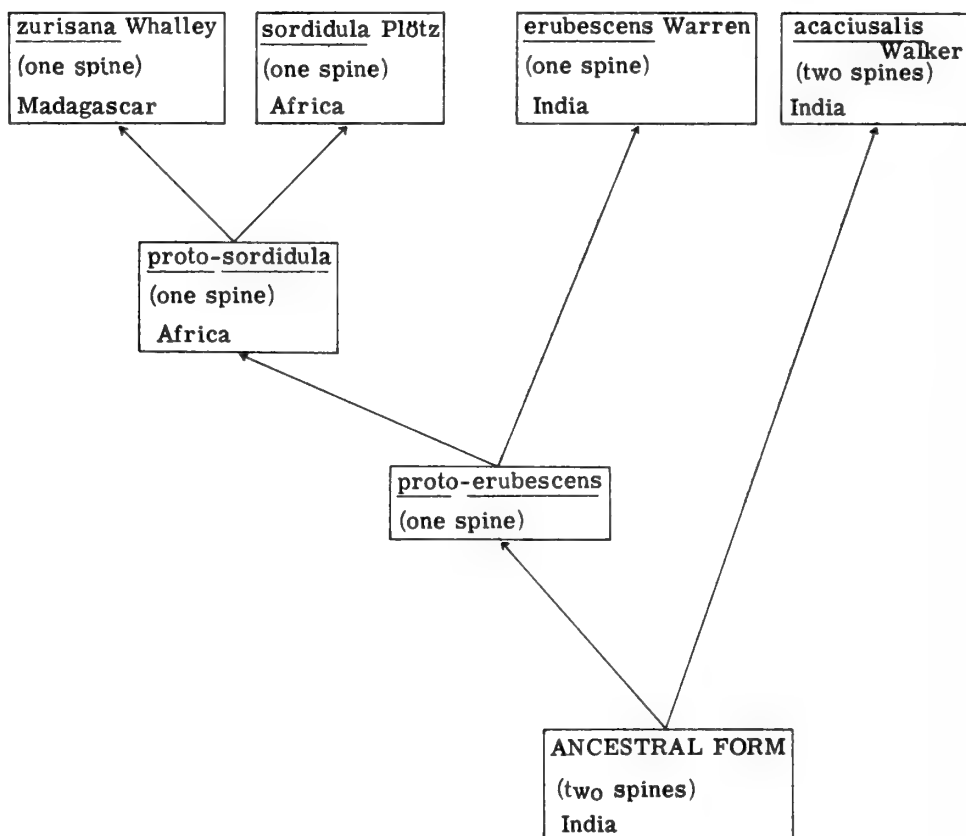 zurisana Whalley
(one spine)
Madagascar
sordidula Plötz
(one spine)
Africa
erubescens Warren
(one spine)
India
acaciusalis
Walker
(two spines)
India
proto-sordidula
(one spine)
Africa
proto-erubescens
(one spine)
ANCESTRAL FORM
(two spines)
India